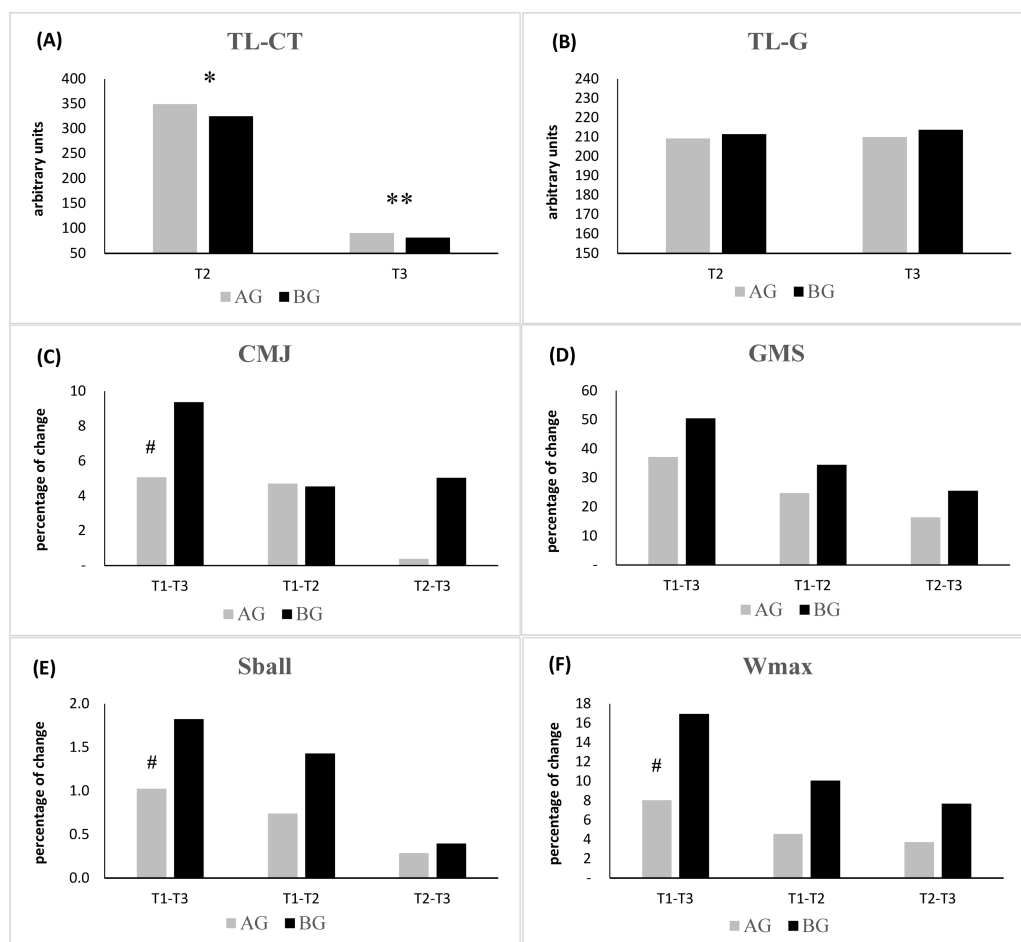 (A)
TL-CT
arbitrary units
400
350
300
250
200
150
100
50
*
**
T2 T3
AG BG
(B)
TL-G
arbitrary units
240
230
220
210
200
190
180
170
160
150
T2 T3
AG BG
(C)
CMJ
percentage of change
10
8
6
4
2
-
#
T1-T3 T1-T2 T2-T3
AG BG
(D)
GMS
percentage of change
60
50
40
30
20
10
-
T1-T3 T1-T2 T2-T3
AG BG
(E)
Sball
percentage of change
2.0
1.5
1.0
0.5
0.0
#
T1-T3 T1-T2 T2-T3
AG BG
(F)
Wmax
percentage of change
18
16
14
12
10
8
6
4
2
-
#
T1-T3 T1-T2 T2-T3
AG BG